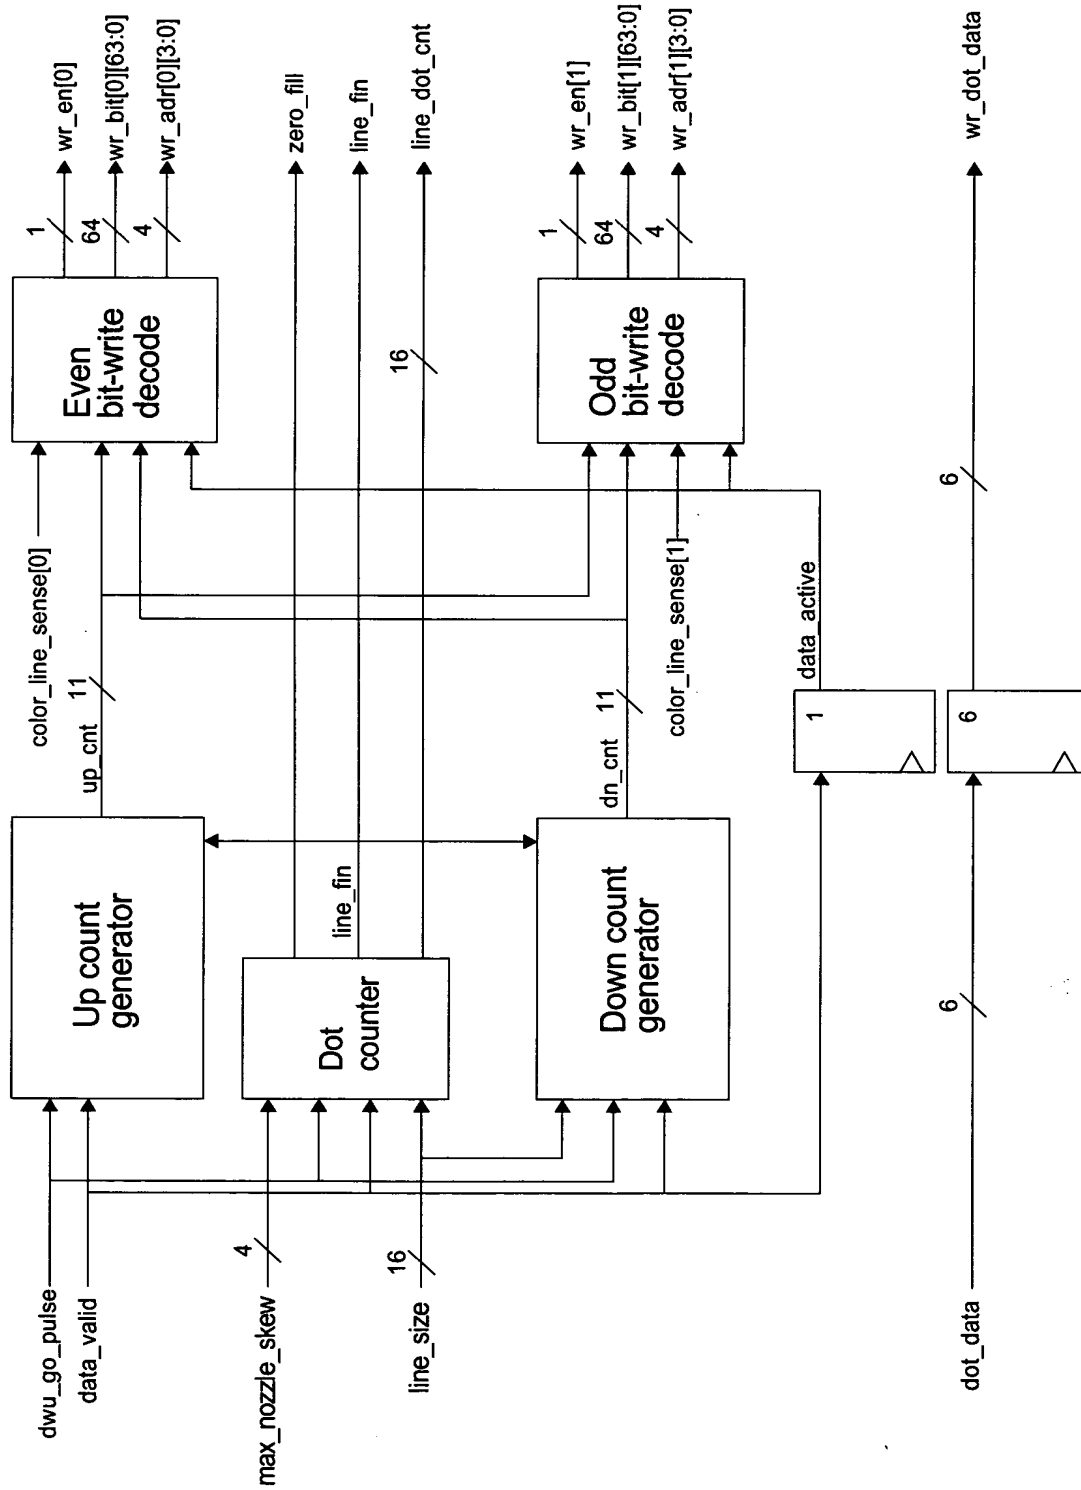 dwu_go_pulse
data_valid
max_nozzle_skew
4
line_size
16
dot_data
Up count
generator
Dot
counter
Down count
generator
line_fin
6
up_cnt
11
dn_cnt
11
1
6
color_line_sense[0]
color_line_sense[1]
data_active
Even
bit-write
decode
Odd
bit-write
decode
16
6
1
64
4
1
64
4
wr_en[0]
wr_bit[0][63:0]
wr_adr[0][3:0]
zero_fill
line_fin
line_dot_cnt
wr_en[1]
wr_bit[1][63:0]
wr_adr[1][3:0]
wr_dot_data